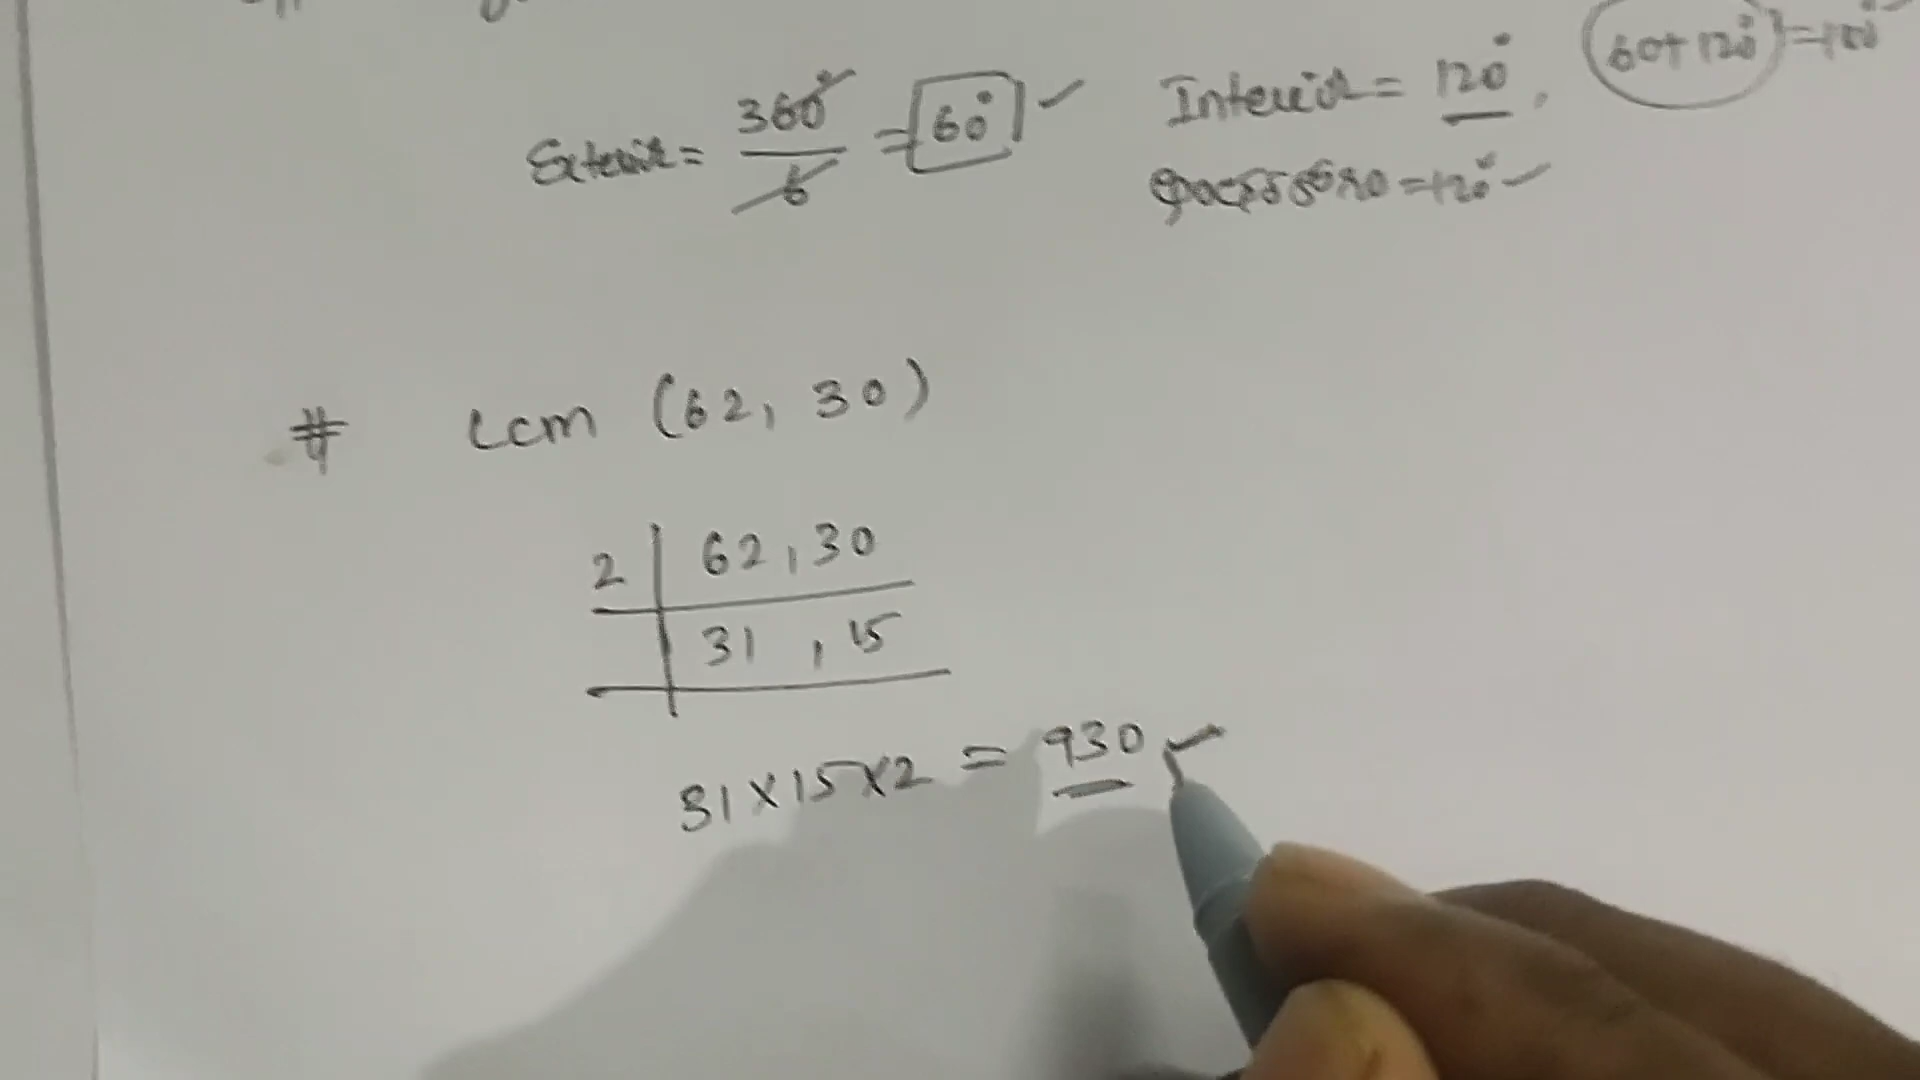 Exterior = 360°/6 = 60° ✓
Interior = 120°, 60+120° = 180°
= 120° ✓
# Lcm (62, 30)
2 | 62, 30
31, 15
31×15×2 = 930 ✓